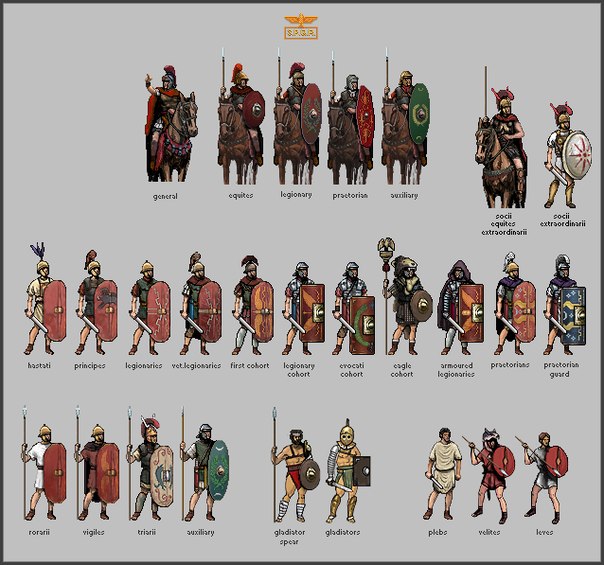 S.P.Q.R.
general
equites
legionary
praetorian
auxiliary
socii
equites
extraordinarii
socii
extraordinarii
hastati
principes
legionaries
vet.legionaries
first cohort
legionary
cohort
evocati
cohort
eagle
cohort
armoured
legionaries
praetorians
praetorian
guard
rorarii
vigiles
triarii
auxiliary
gladiator
spear
gladiators
plebs
velites
leves